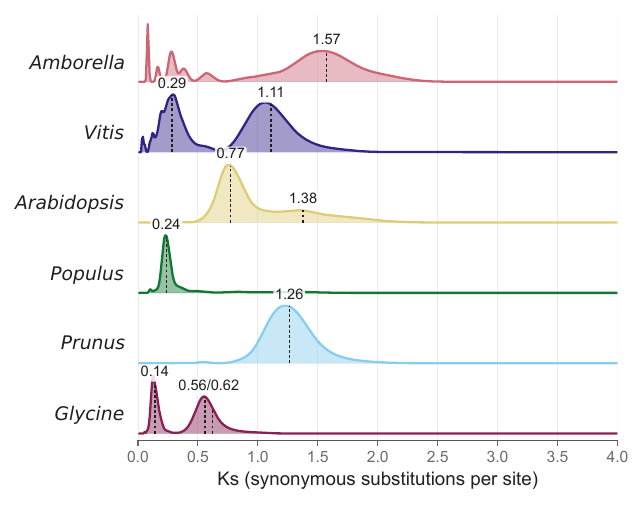 1.57
Amborella
0.29
1.11
Vitis
0.77
Arabidopsis
1.38
0.24
Populus
1.26
Prunus
0.14
0.56/0.62
Glycine
0.0 0.5 1.0 1.5 2.0 2.5 3.0 3.5 4.0
Ks (synonymous substitutions per site)